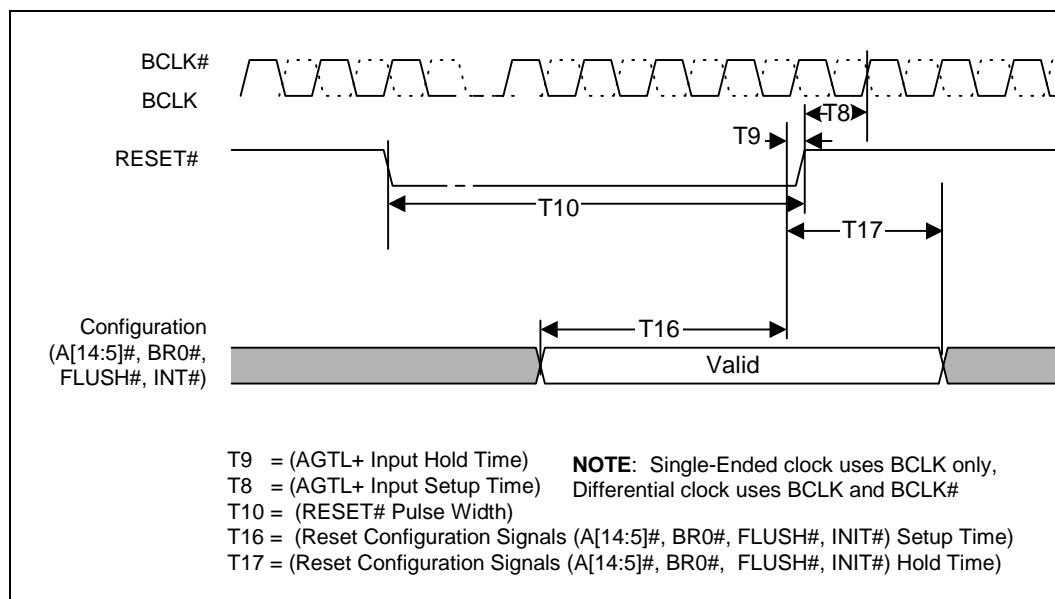 BCLK#
BCLK
T8
T9
RESET#
T10
T17
T16
Configuration
(A[14:5]#, BR0#,
FLUSH#, INT#)
Valid
T9 = (AGTL+ Input Hold Time)
T8 = (AGTL+ Input Setup Time)
T10 = (RESET# Pulse Width)
T16 = (Reset Configuration Signals (A[14:5]#, BR0#, FLUSH#, INIT#) Setup Time)
T17 = (Reset Configuration Signals (A[14:5]#, BR0#, FLUSH#, INIT#) Hold Time)
NOTE: Single-Ended clock uses BCLK only,
Differential clock uses BCLK and BCLK#